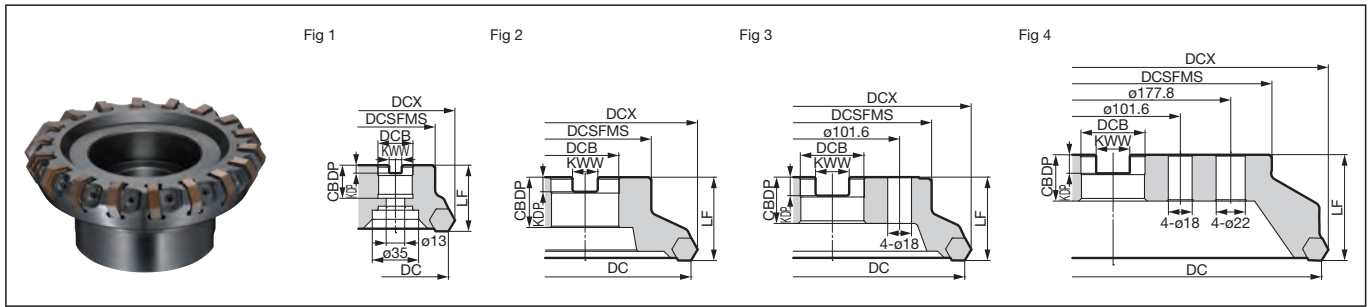 Fig 1
DCX
DCSFMS
DCB
KWW
CBDP
KDP
LF
ø13
ø35
DC
Fig 2
DCX
DCSFMS
DCB
KWW
CBDP
KDP
LF
DC
Fig 3
DCX
DCSFMS
ø101.6
DCB
KWW
CBDP
KDP
LF
4-ø18
DC
Fig 4
DCX
DCSFMS
ø177.8
ø101.6
DCB
KWW
CBDP
KDP
LF
4-ø18
4-ø22
DC